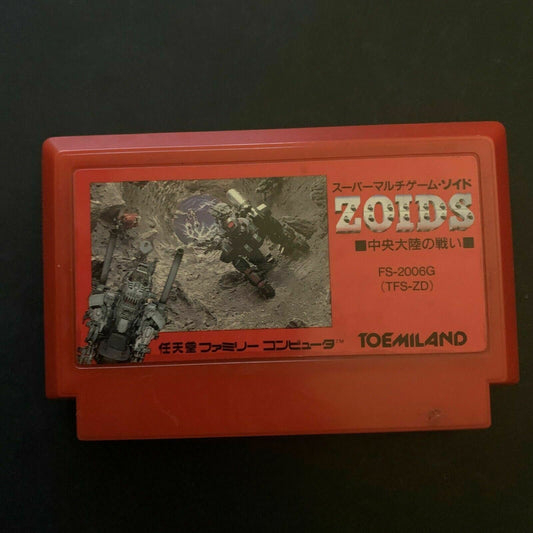 スーパーマルチゲーム・ゾイド
ZOIDS
■中央大陸の戦い■
FS-2006G
(TFS-ZD)
任天堂ファミリー コンピュータ™
TOEMILAND